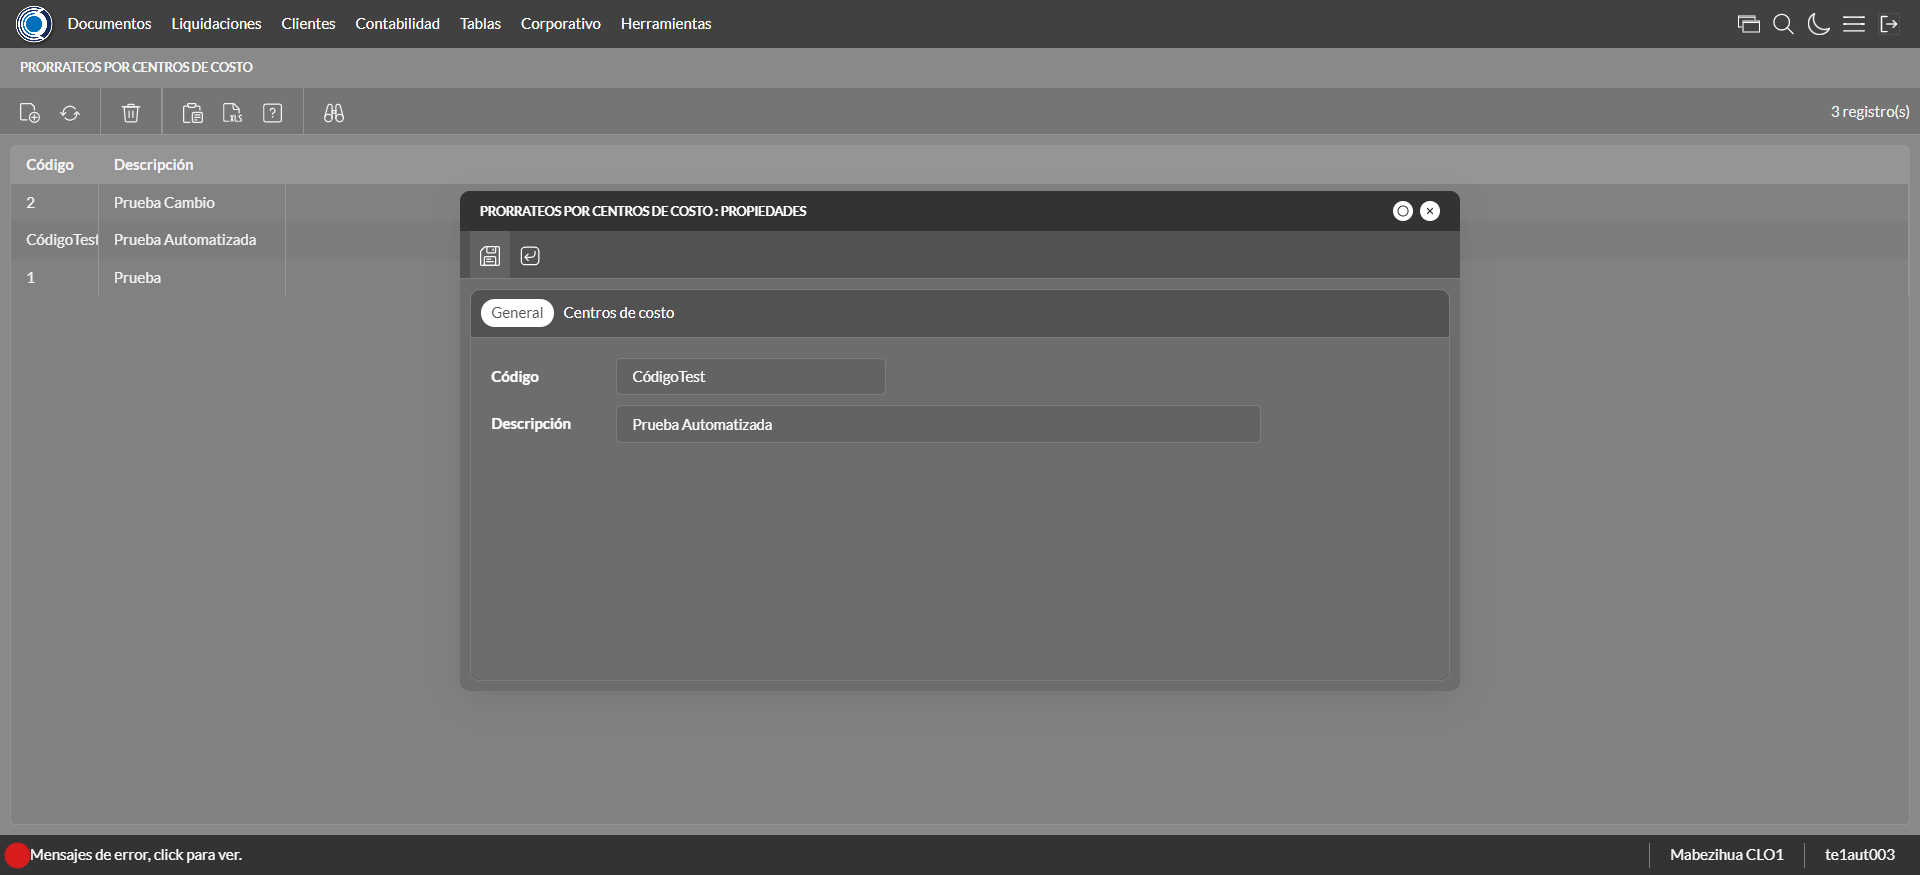 Documentos Liquidaciones Clientes Contabilidad Tablas Corporativo Herramientas
PRORRATEOS POR CENTROS DE COSTO
XLS
?
3 registro(s)
Código Descripción
2 Prueba Cambio
CódigoTest Prueba Automatizada
1 Prueba
PRORRATEOS POR CENTROS DE COSTO : PROPIEDADES
General Centros de costo
Código CódigoTest
Descripción Prueba Automatizada
Mensajes de error, click para ver.
Mabezihua CLO1 te1aut003